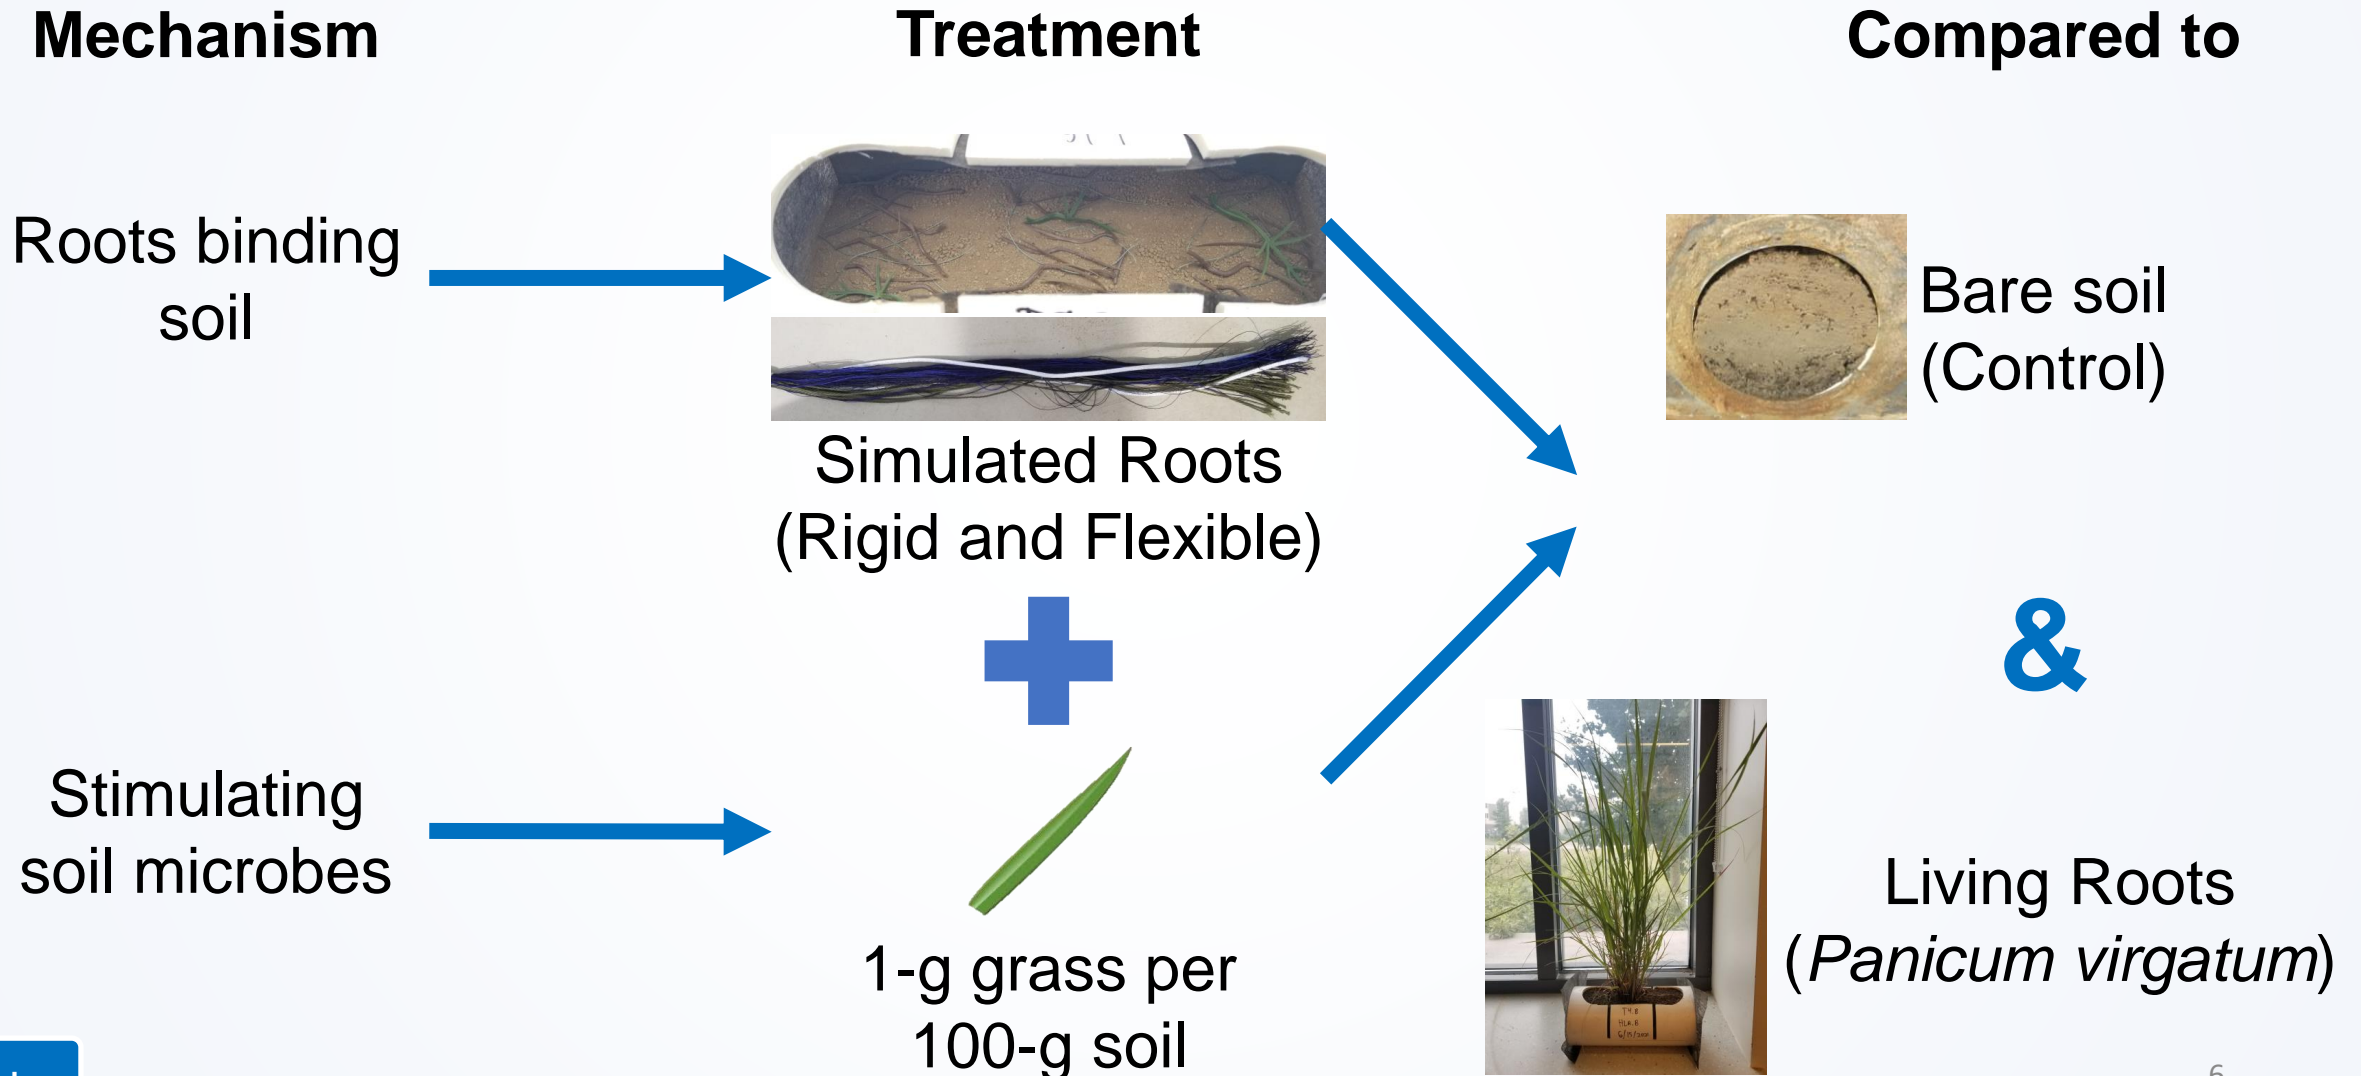 Mechanism
Treatment
Compared to
Roots binding
soil
Simulated Roots
(Rigid and Flexible)
Bare soil
(Control)
&
Stimulating
soil microbes
1-g grass per
100-g soil
Living Roots
(Panicum virgatum)
6